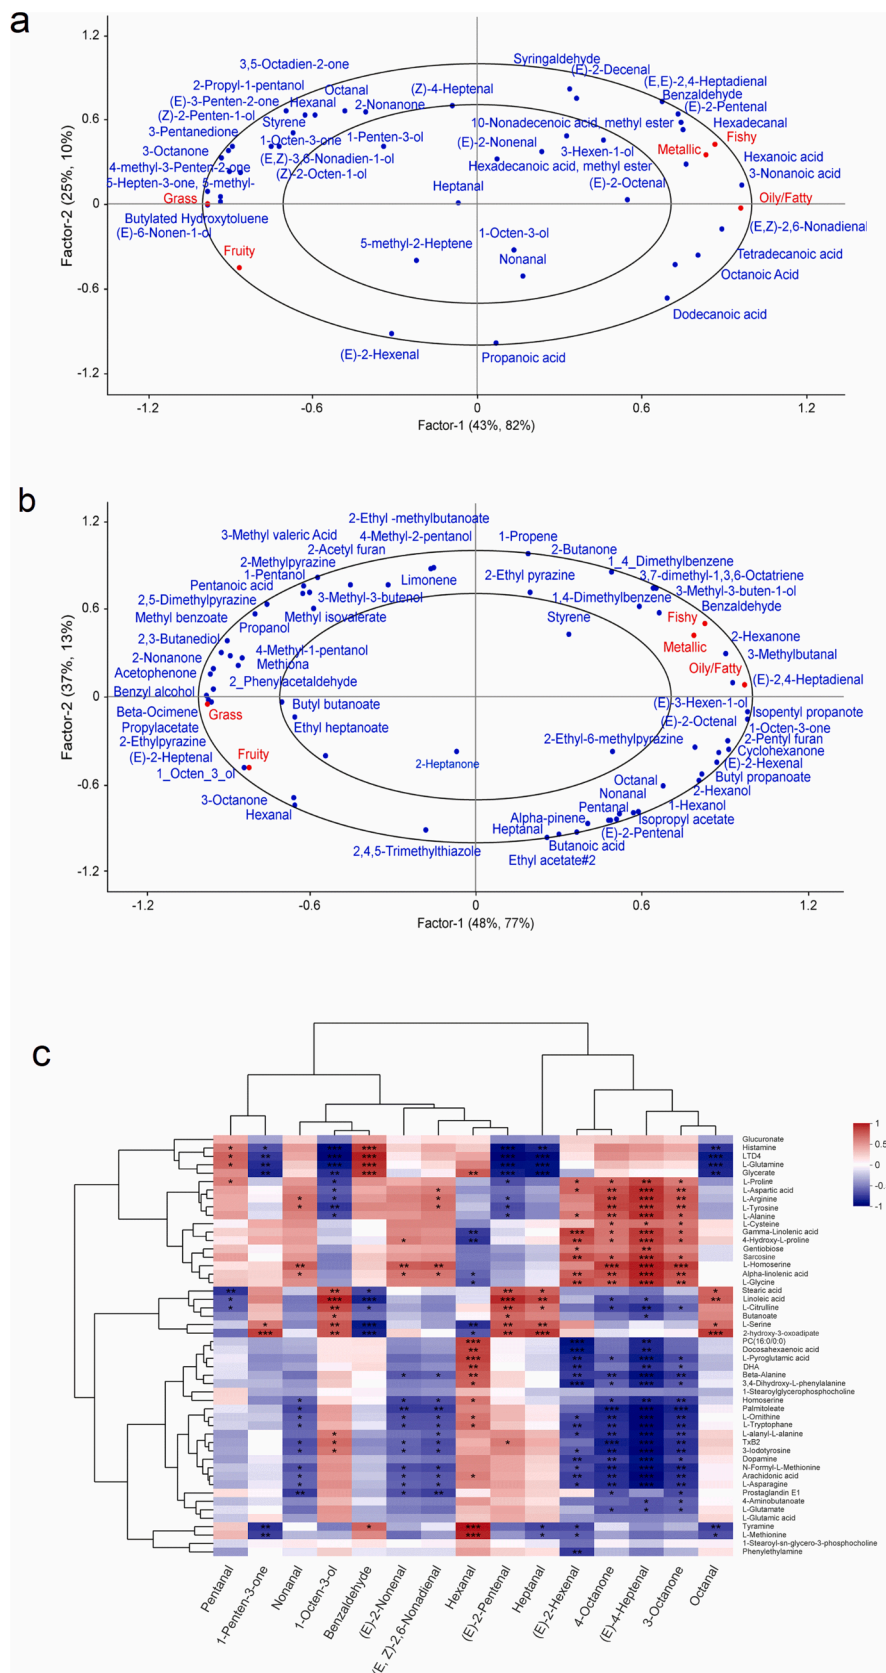 a
1.2
0.6
0
-0.6
-1.2
Factor-2 (25%, 10%)
Syringaldehyde
3,5-Octadien-2-one
(E)-2-Decenal
(E,E)-2,4-Heptadienal
2-Propyl-1-pentanol
Octanal
(Z)-4-Heptenal
Benzaldehyde
(E)-3-Penten-2-one
Hexanal
2-Nonanone
(E)-2-Pentenal
(Z)-2-Penten-1-ol
Styrene
10-Nonadecenoic acid, methyl ester
Hexadecanal
3-Pentanedione
1-Octen-3-one
1-Penten-3-ol
(E)-2-Nonenal
3-Hexen-1-ol
Fishy
Metallic
3-Octanone
(E,Z)-3,6-Nonadien-1-ol
Hexadecanoic acid, methyl ester
Hexanoic acid
4-methyl-3-Penten-2-one
(Z)-2-Octen-1-ol
(E)-2-Octenal
3-Nonanoic acid
5-Hepten-3-one, 5-methyl-
Heptanal
Grass
Oily/Fatty
Butylated Hydroxytoluene
(E,Z)-2,6-Nonadienal
(E)-6-Nonen-1-ol
1-Octen-3-ol
Fruity
5-methyl-2-Heptene
Nonanal
Tetradecanoic acid
Octanoic Acid
Dodecanoic acid
(E)-2-Hexenal
Propanoic acid
-1.2
-0.6
0
0.6
1.2
Factor-1 (43%, 82%)
b
1.2
0.6
0
-0.6
-1.2
Factor-2 (37%, 13%)
2-Ethyl -methylbutanoate
3-Methyl valeric Acid
4-Methyl-2-pentanol
1-Propene
2-Acetyl furan
2-Butanone
2-Methylpyrazine
1_4_Dimethylbenzene
1-Pentanol
Limonene
2-Ethyl pyrazine
3,7-dimethyl-1,3,6-Octatriene
Pentanoic acid
3-Methyl-3-butenol
1,4-Dimethylbenzene
3-Methyl-3-buten-1-ol
2,5-Dimethylpyrazine
Benzaldehyde
Methyl benzoate
Methyl isovalerate
Styrene
Fishy
Propanol
2,3-Butanediol
2-Hexanone
4-Methyl-1-pentanol
Metallic
3-Methylbutanal
2-Nonanone
Methiona
Oily/Fatty
Acetophenone
2_Phenylacetaldehyde
(E)-2,4-Heptadienal
Benzyl alcohol
Butyl butanoate
(E)-3-Hexen-1-ol
Beta-Ocimene
Grass
Isopentyl propanote
Propylacetate
Ethyl heptanoate
(E)-2-Octenal
1-Octen-3-one
2-Ethylpyrazine
2-Ethyl-6-methylpyrazine
2-Pentyl furan
(E)-2-Heptenal
Fruity
Cyclohexanone
1_Octen_3_ol
2-Heptanone
(E)-2-Hexenal
Octanal
Butyl propanoate
3-Octanone
Nonanal
2-Hexanol
Hexanal
Pentanal
1-Hexanol
Alpha-pinene
Isopropyl acetate
Heptanal
(E)-2-Pentenal
2,4,5-Trimethylthiazole
Butanoic acid
Ethyl acetate#2
-1.2
-0.6
0
0.6
1.2
Factor-1 (48%, 77%)
c
1
0.5
0
-0.5
-1
Glucuronate
Histamine
LTD4
L-Glutamine
Glycerate
L-Proline
L-Aspartic acid
L-Arginine
L-Tyrosine
L-Alanine
L-Cysteine
Gamma-Linolenic acid
4-Hydroxy-L-proline
Gentiobiose
Sarcosine
L-Homoserine
Alpha-linolenic acid
L-Glycine
Stearic acid
Linoleic acid
L-Citrulline
Butanoate
L-Serine
2-hydroxy-3-oxoadipate
PC(16:0/0:0)
Docosahexaenoic acid
L-Pyroglutamic acid
DHA
Beta-Alanine
3,4-Dihydroxy-L-phenylalanine
1-Stearoylglycerophosphocholine
Homoserine
Palmitoleate
L-Ornithine
L-Tryptophane
L-alanyl-L-alanine
TxB2
3-Iodotyrosine
Dopamine
N-Formyl-L-Methionine
Arachidonic acid
L-Asparagine
Prostaglandin E1
4-Aminobutanoate
L-Glutamate
L-Glutamic acid
Tyramine
L-Methionine
1-Stearoyl-sn-glycero-3-phosphocholine
Phenylethylamine
Pentanal
1-Penten-3-one
Nonanal
1-Octen-3-ol
Benzaldehyde
(E)-2-Nonenal
(E, Z)-2,6-Nonadienal
Hexanal
(E)-2-Pentenal
Heptanal
(E)-2-Hexenal
4-Octanone
(E)-4-Heptenal
3-Octanone
Octanal